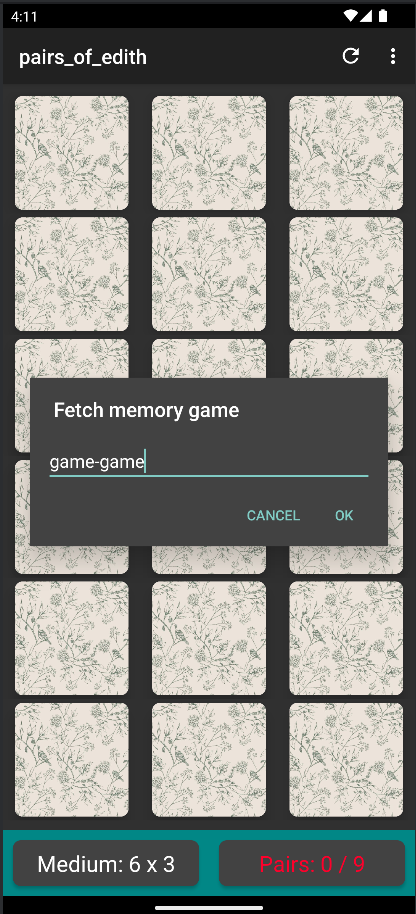 4:11
pairs_of_edith
Fetch memory game
game-game
CANCEL OK
Medium: 6 x 3 Pairs: 0 / 9